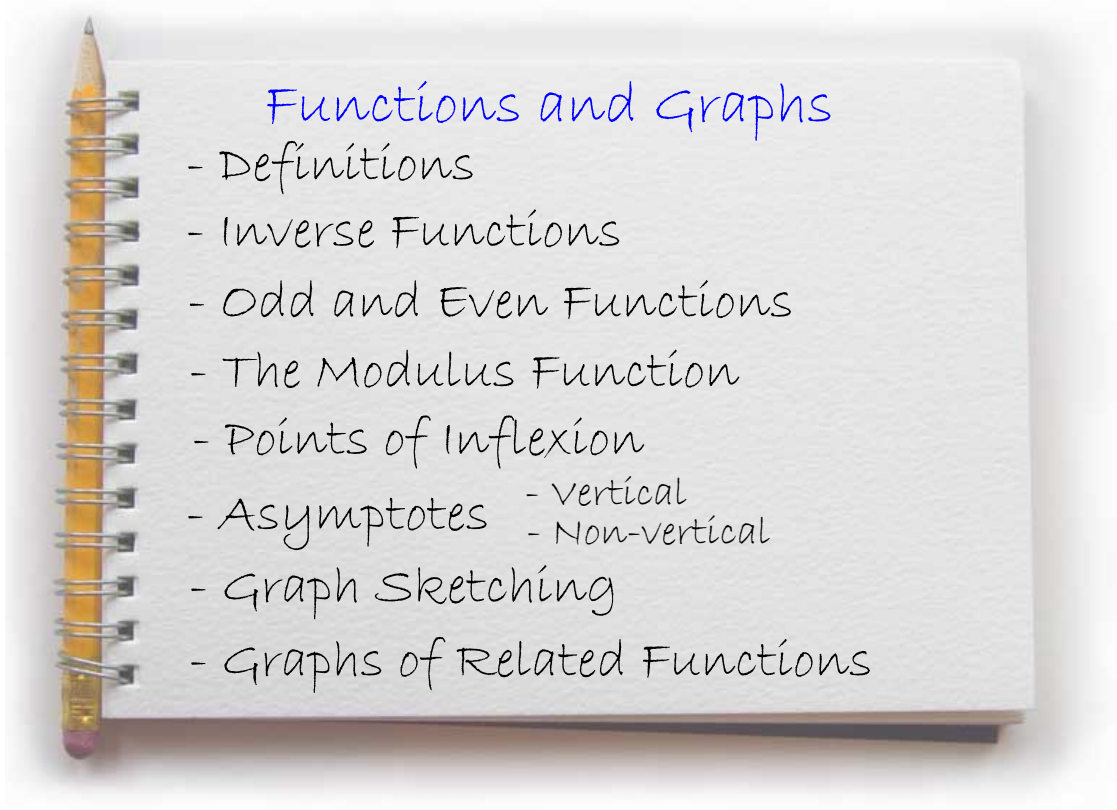 Functions and Graphs
- Definitions
- Inverse Functions
- Odd and Even Functions
- The Modulus Function
- Points of Inflexion
- Asymptotes
- Vertical
- Non-vertical
- Graph Sketching
- Graphs of Related Functions